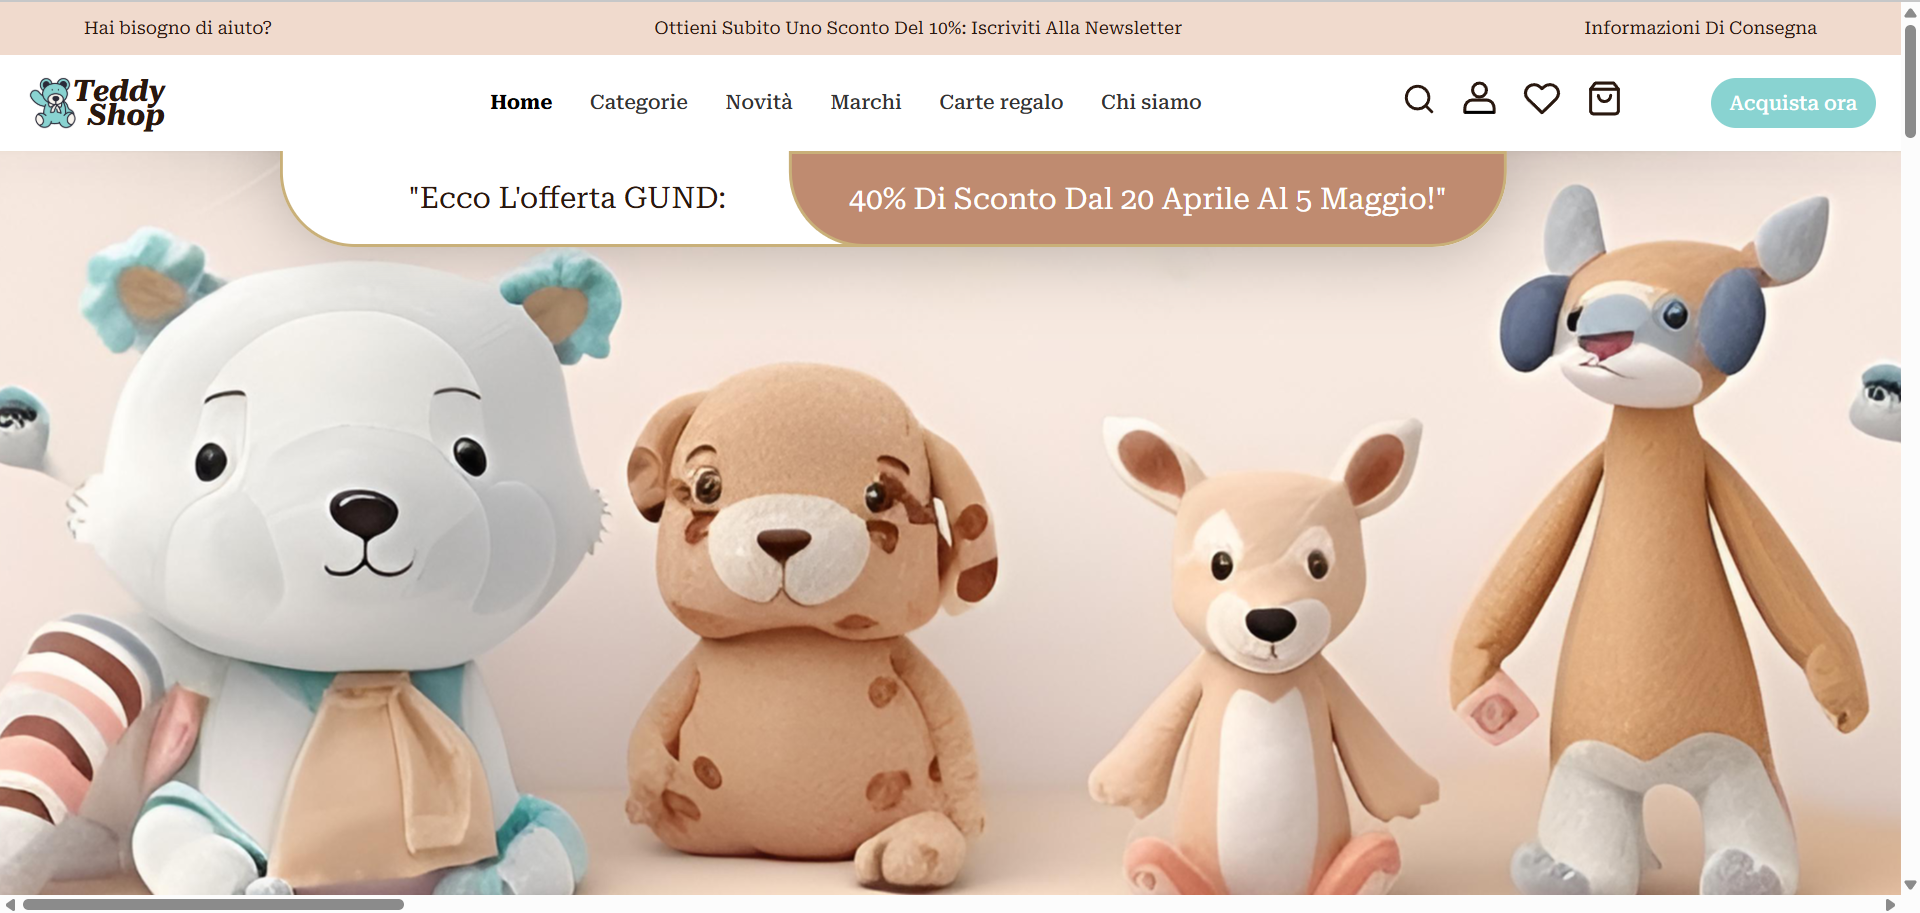 Hai bisogno di aiuto?
Ottieni Subito Uno Sconto Del 10%: Iscriviti Alla Newsletter
Informazioni Di Consegna
Teddy
Shop
Home
Categorie
Novità
Marchi
Carte regalo
Chi siamo
Acquista ora
"Ecco L'offerta GUND:
40% Di Sconto Dal 20 Aprile Al 5 Maggio!"